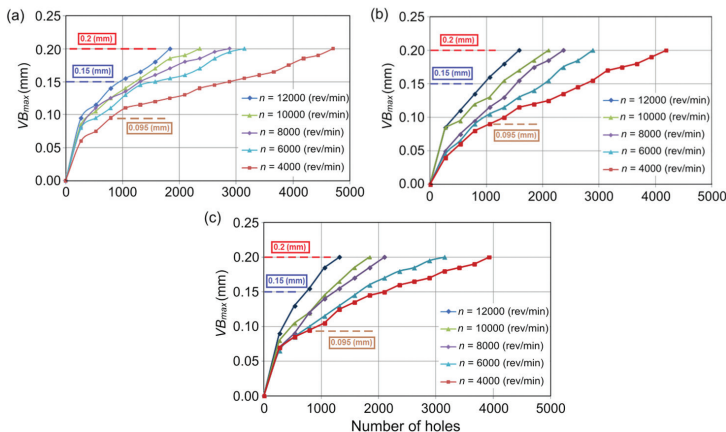 (a)
0.2 (mm)
0.15 (mm)
0.095 (mm)
VBmax (mm)
0.20
0.15
0.10
0.05
0.00
0 1000 2000 3000 4000 5000
n = 12000 (rev/min)
n = 10000 (rev/min)
n = 8000 (rev/min)
n = 6000 (rev/min)
n = 4000 (rev/min)
(b)
0.2 (mm)
0.15 (mm)
0.095 (mm)
VBmax (mm)
0.20
0.15
0.10
0.05
0.00
0 1000 2000 3000 4000 5000
n = 12000 (rev/min)
n = 10000 (rev/min)
n = 8000 (rev/min)
n = 6000 (rev/min)
n = 4000 (rev/min)
(c)
0.2 (mm)
0.15 (mm)
0.095 (mm)
VBmax (mm)
0.20
0.15
0.10
0.05
0.00
0 1000 2000 3000 4000 5000
n = 12000 (rev/min)
n = 10000 (rev/min)
n = 8000 (rev/min)
n = 6000 (rev/min)
n = 4000 (rev/min)
Number of holes